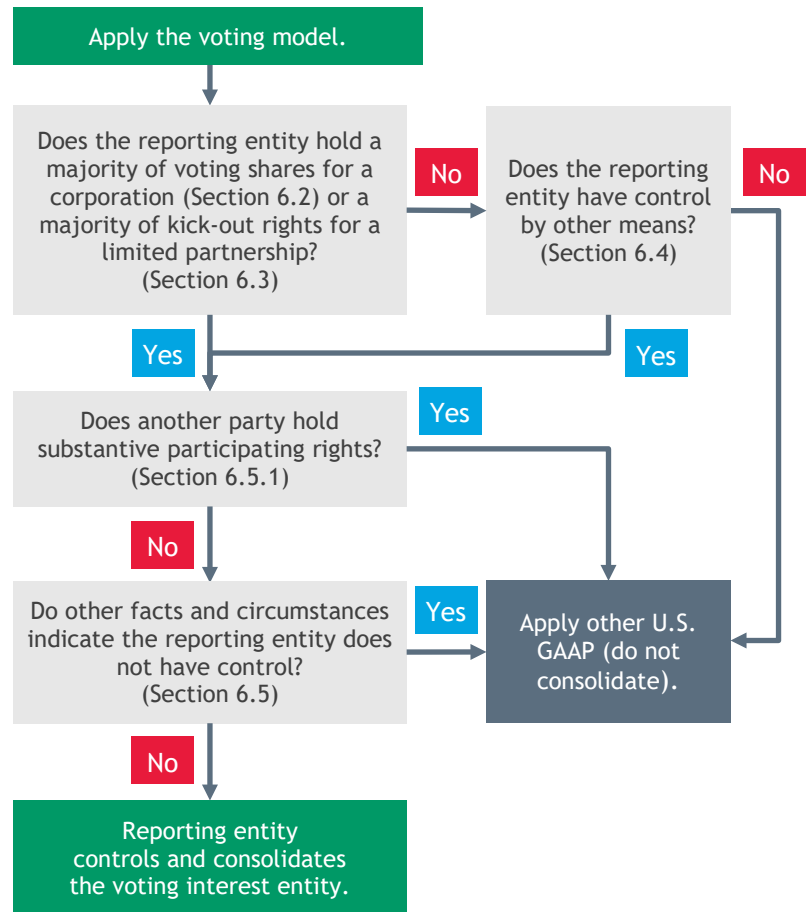 Apply the voting model.
Does the reporting entity hold a
majority of voting shares for a
corporation (Section 6.2) or a
majority of kick-out rights for a
limited partnership?
(Section 6.3)
No
Does the reporting
entity have control
by other means?
(Section 6.4)
No
Yes
Yes
Does another party hold
substantive participating rights?
(Section 6.5.1)
Yes
No
Do other facts and circumstances
indicate the reporting entity does
not have control?
(Section 6.5)
Yes
Apply other U.S.
GAAP (do not
consolidate).
No
Reporting entity
controls and consolidates
the voting interest entity.